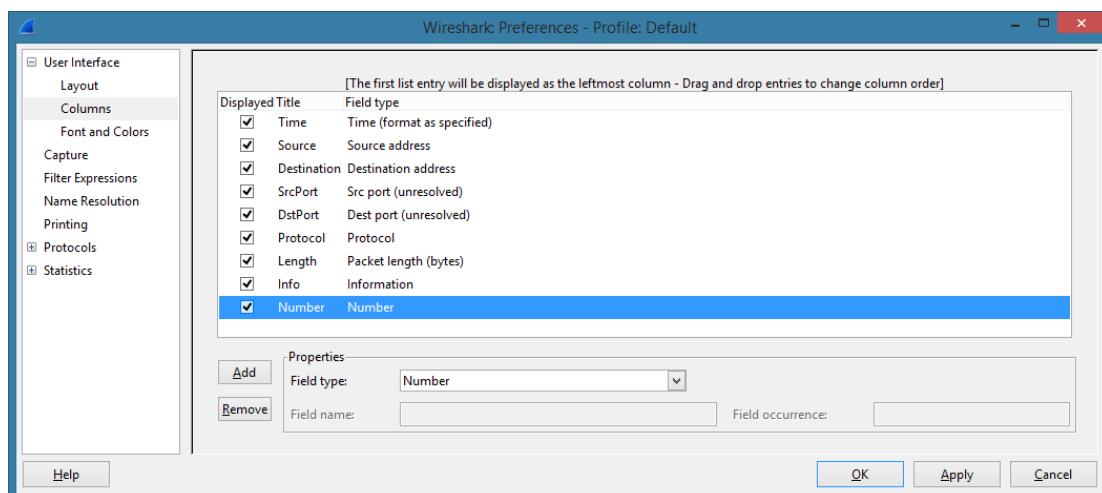 Wireshark: Preferences - Profile: Default
User Interface
Layout
Columns
Font and Colors
Capture
Filter Expressions
Name Resolution
Printing
Protocols
Statistics
[The first list entry will be displayed as the leftmost column - Drag and drop entries to change column order]
Displayed Title Field type
Time Time (format as specified)
Source Source address
Destination Destination address
SrcPort Src port (unresolved)
DstPort Dest port (unresolved)
Protocol Protocol
Length Packet length (bytes)
Info Information
Number Number
Add
Remove
Properties
Field type: Number
Field name: Field occurrence:
Help OK Apply Cancel